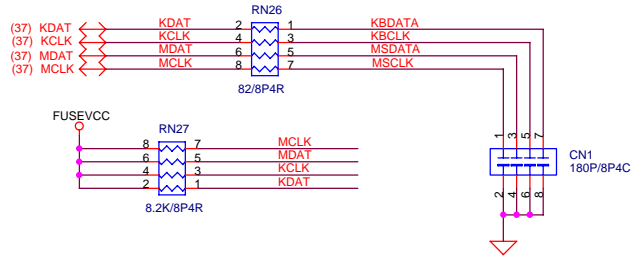 RN26
(37) KDAT KDAT 2 1 KBDATA
(37) KCLK KCLK 4 3 KBCLK
(37) MDAT MDAT 6 5 MSDATA
(37) MCLK MCLK 8 7 MSCLK
82/8P4R
FUSEVCC
RN27
8 7 MCLK
6 5 MDAT
4 3 KCLK
2 1 KDAT
8.2K/8P4R
1 3 5 7
CN1
180P/8P4C
2 4 6 8